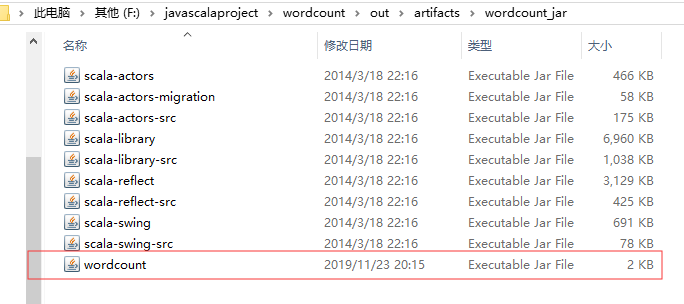 此电脑 › 其他 (F:) › javascalaproject › wordcount › out › artifacts › wordcount_jar
名称 修改日期 类型 大小
scala-actors 2014/3/18 22:16 Executable Jar File 466 KB
scala-actors-migration 2014/3/18 22:16 Executable Jar File 58 KB
scala-actors-src 2014/3/18 22:16 Executable Jar File 175 KB
scala-library 2014/3/18 22:16 Executable Jar File 6,960 KB
scala-library-src 2014/3/18 22:16 Executable Jar File 1,038 KB
scala-reflect 2014/3/18 22:16 Executable Jar File 3,129 KB
scala-reflect-src 2014/3/18 22:16 Executable Jar File 425 KB
scala-swing 2014/3/18 22:16 Executable Jar File 691 KB
scala-swing-src 2014/3/18 22:16 Executable Jar File 78 KB
wordcount 2019/11/23 20:15 Executable Jar File 2 KB